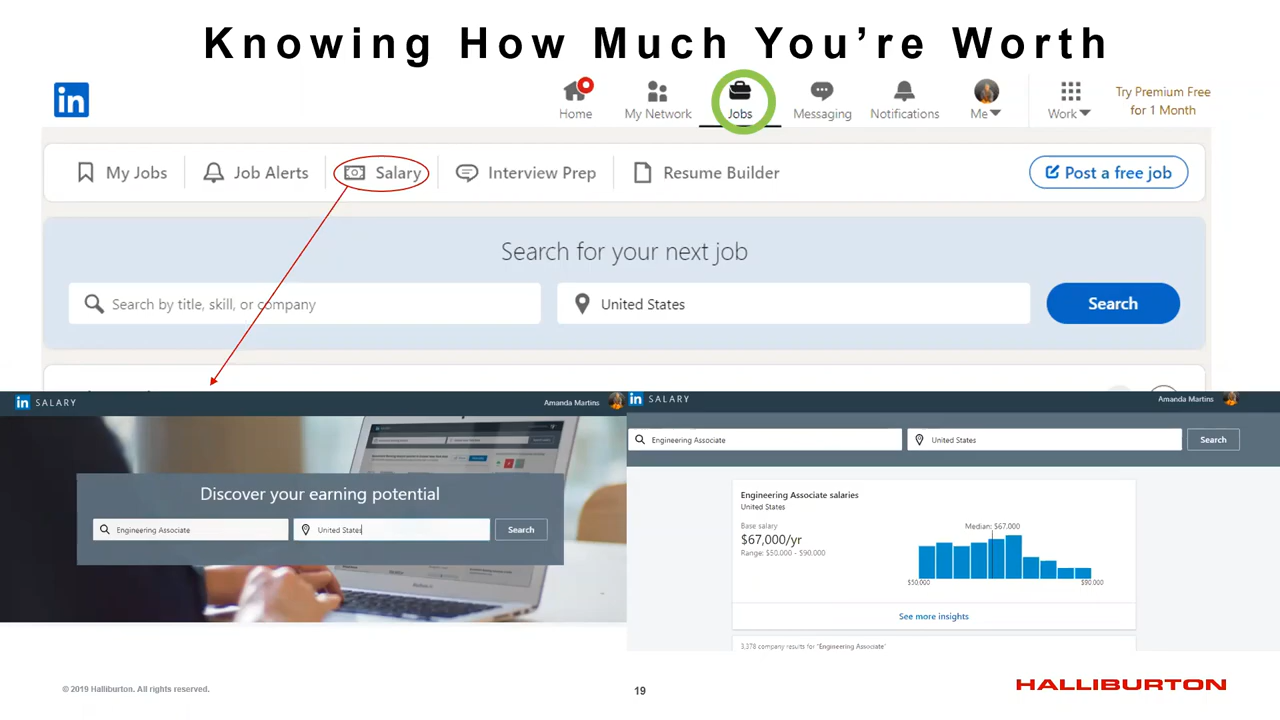 Knowing How Much You're Worth
in
Home
My Network
Jobs
Messaging
Notifications
Me
Work
Try Premium Free
for 1 Month
My Jobs
Job Alerts
Salary
Interview Prep
Resume Builder
Post a free job
Search for your next job
Search by title, skill, or company
United States
Search
in SALARY
Amanda Martins
Discover your earning potential
Engineering Associate
United States
Search
in SALARY
Amanda Martins
Engineering Associate
United States
Search
Engineering Associate salaries
United States
Base salary
$67,000/yr
Range: $50,000 - $90,000
Median: $67,000
$50,000
$90,000
See more insights
3,378 company results for "Engineering Associate"
© 2019 Halliburton. All rights reserved.
19
HALLIBURTON